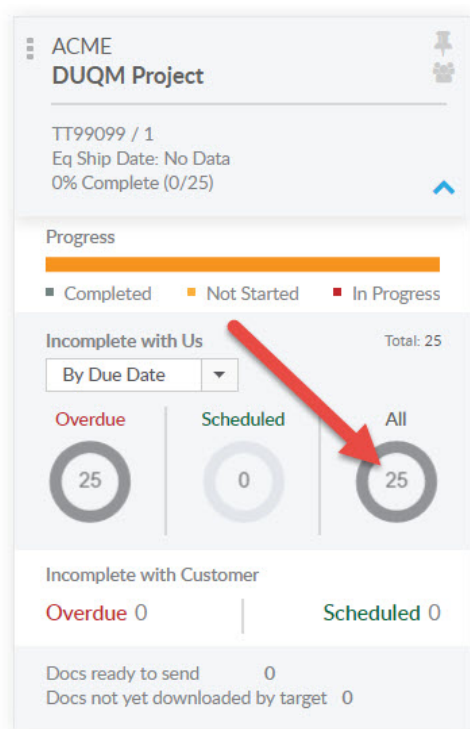 ACME
DUQM Project
TT99099 / 1
Eq Ship Date: No Data
0% Complete (0/25)
Progress
Completed Not Started In Progress
Incomplete with Us Total: 25
By Due Date
Overdue Scheduled All
25 0 25
Incomplete with Customer
Overdue 0 Scheduled 0
Docs ready to send 0
Docs not yet downloaded by target 0